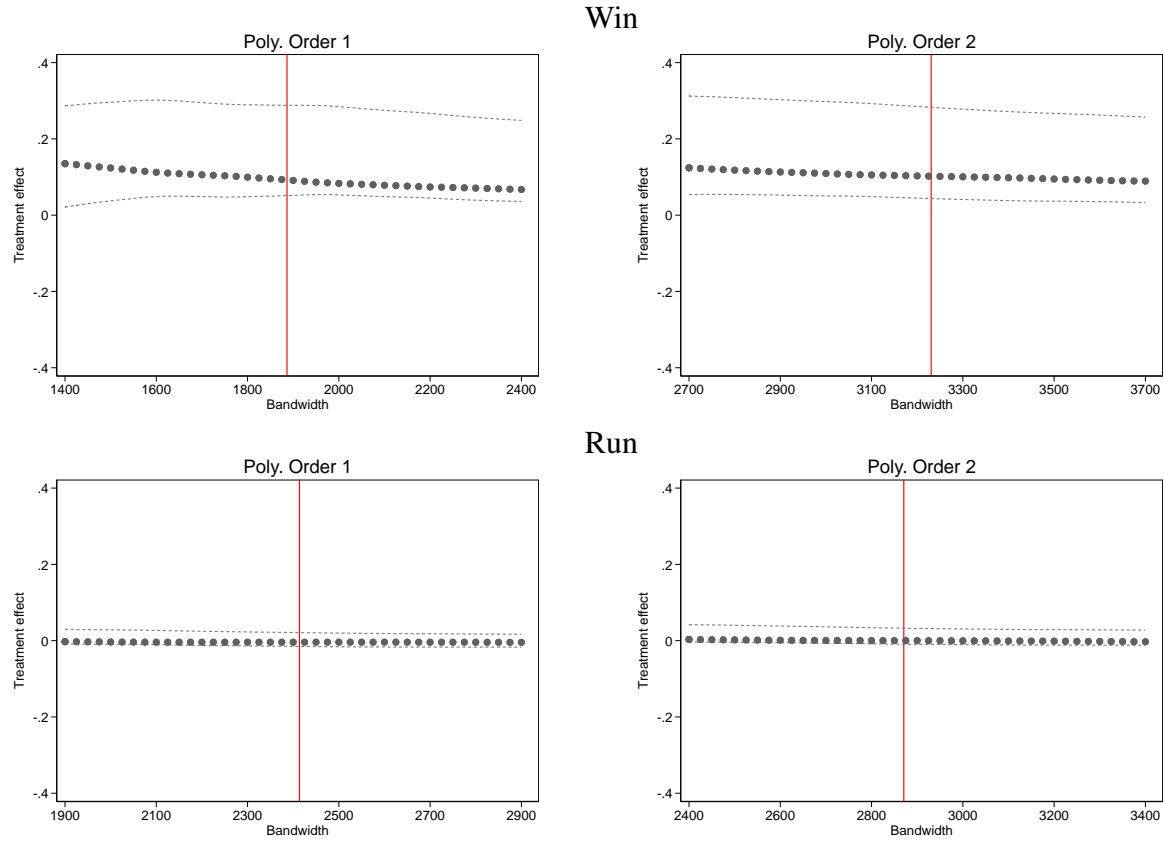 Win
Poly. Order 1
Treatment effect
.4
.2
0
-.2
-.4
1400 1600 1800 2000 2200 2400
Bandwidth
Poly. Order 2
Treatment effect
.4
.2
0
-.2
-.4
2700 2900 3100 3300 3500 3700
Bandwidth
Run
Poly. Order 1
Treatment effect
.4
.2
0
-.2
-.4
1900 2100 2300 2500 2700 2900
Bandwidth
Poly. Order 2
Treatment effect
.4
.2
0
-.2
-.4
2400 2600 2800 3000 3200 3400
Bandwidth